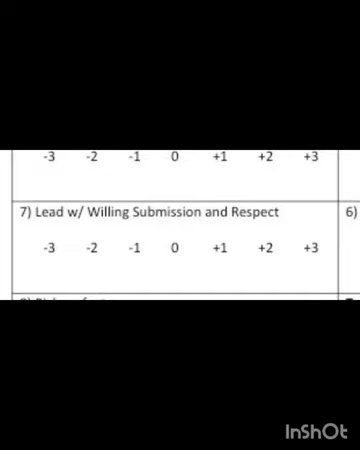 -3 -2 -1 0 +1 +2 +3
7) Lead w/ Willing Submission and Respect
6)
-3 -2 -1 0 +1 +2 +3
InShOt